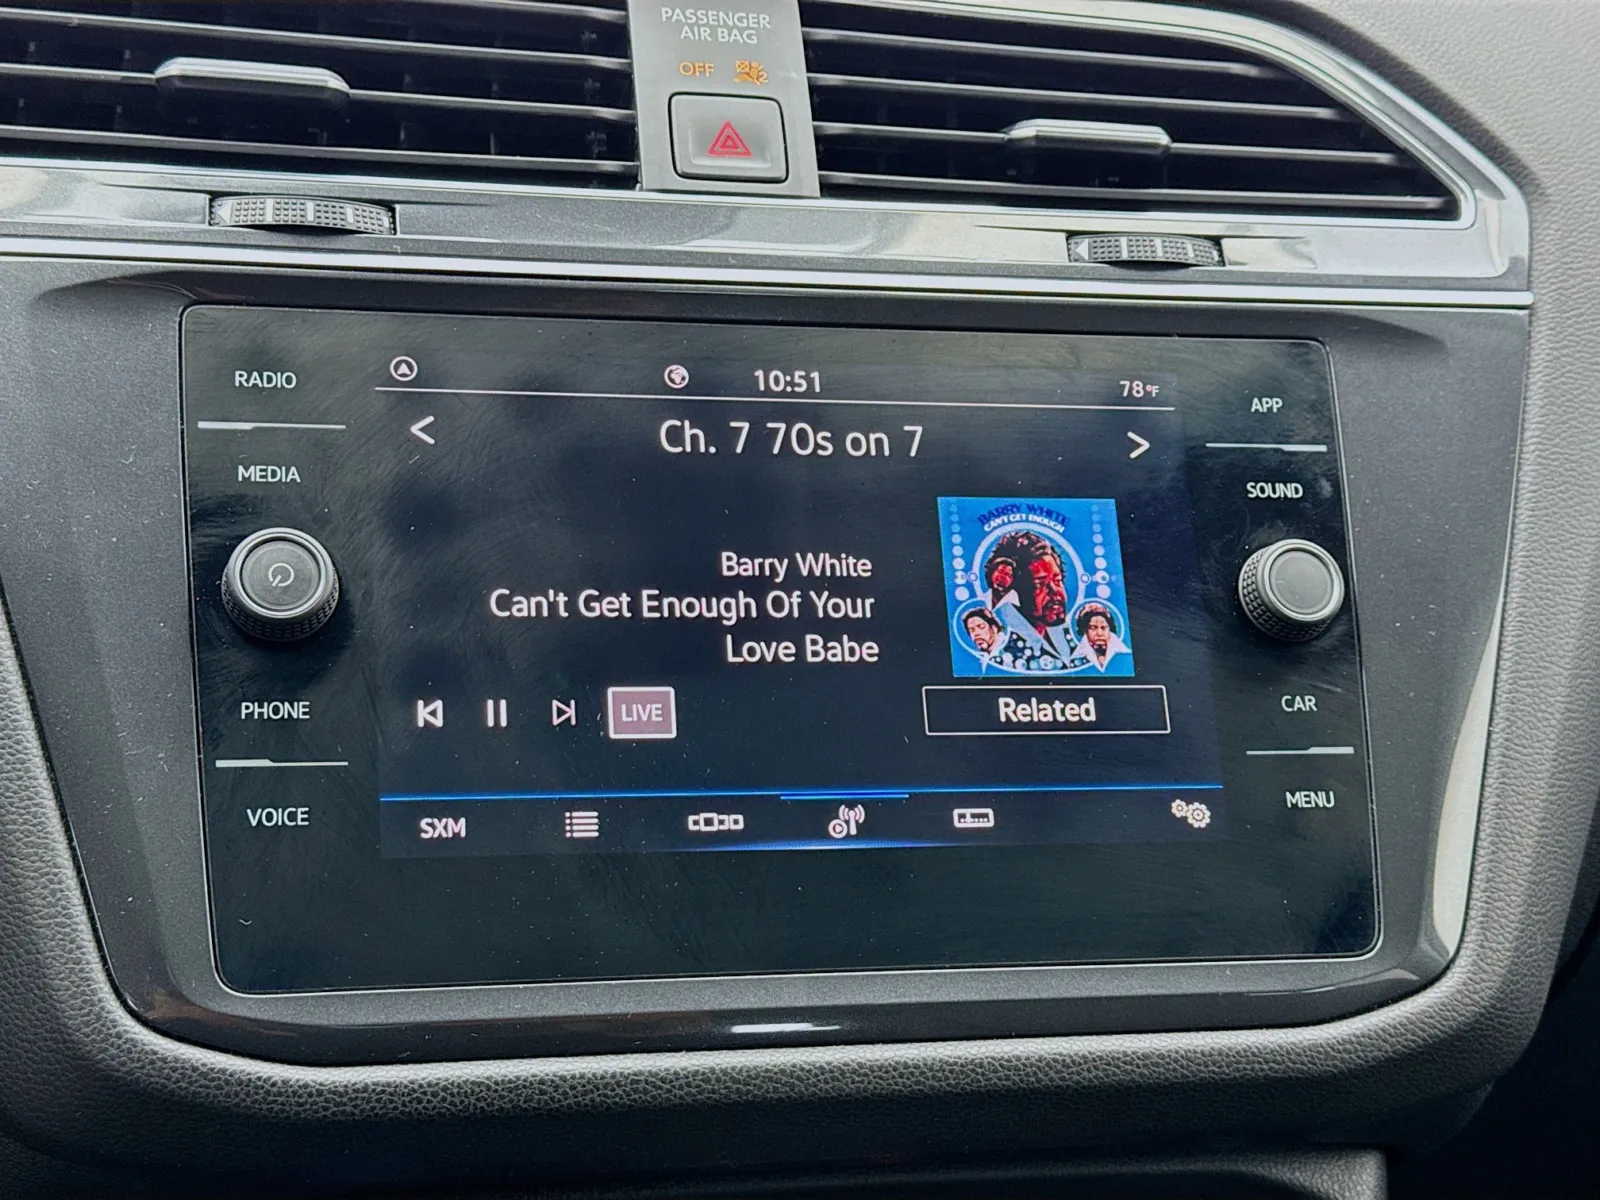 PASSENGER
AIR BAG
OFF 2
RADIO
MEDIA
PHONE
VOICE
10:51
78°F
Ch. 7 70s on 7
Barry White
Can't Get Enough Of Your
Love Babe
BARRY WHITE
CAN'T GET ENOUGH
LIVE
Related
SXM
APP
SOUND
CAR
MENU